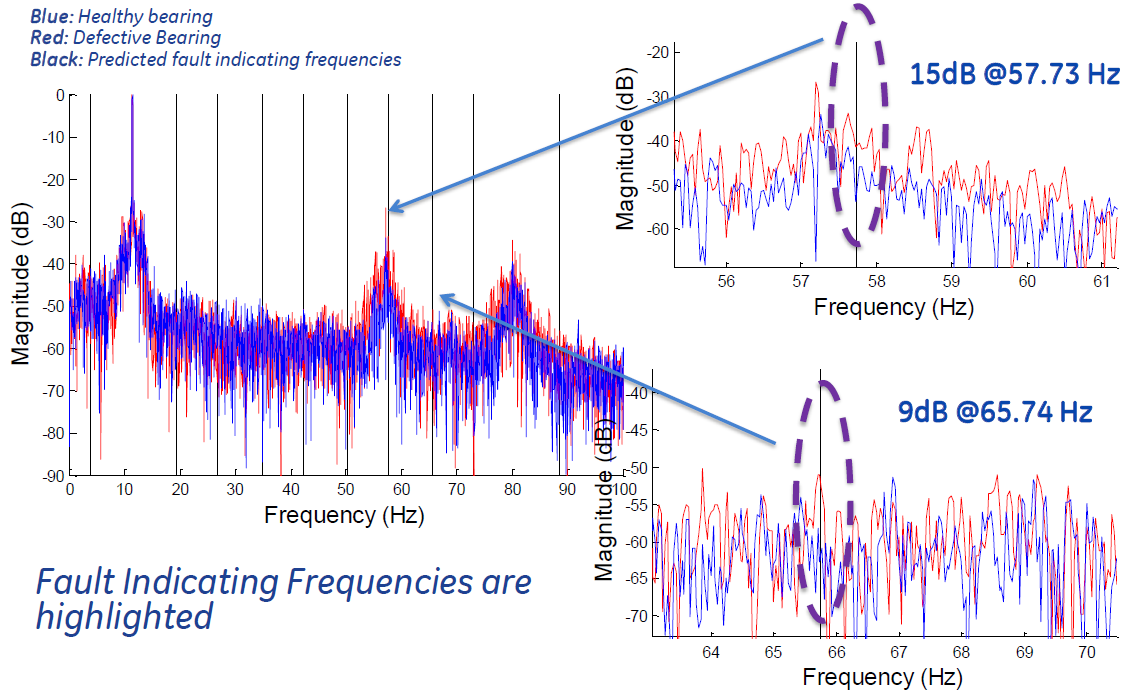 Blue: Healthy bearing
Red: Defective Bearing
Black: Predicted fault indicating frequencies
0
-10
-20
-30
-40
-50
-60
-70
-80
-90
0 10 20 30 40 50 60 70 80 90 100
Magnitude (dB)
Frequency (Hz)
15dB @57.73 Hz
-20
-30
-40
-50
-60
56 57 58 59 60 61
Magnitude (dB)
Frequency (Hz)
9dB @65.74 Hz
-40
-45
-50
-55
-60
-65
-70
64 65 66 67 68 69 70
Magnitude (dB)
Frequency (Hz)
Fault Indicating Frequencies are
highlighted